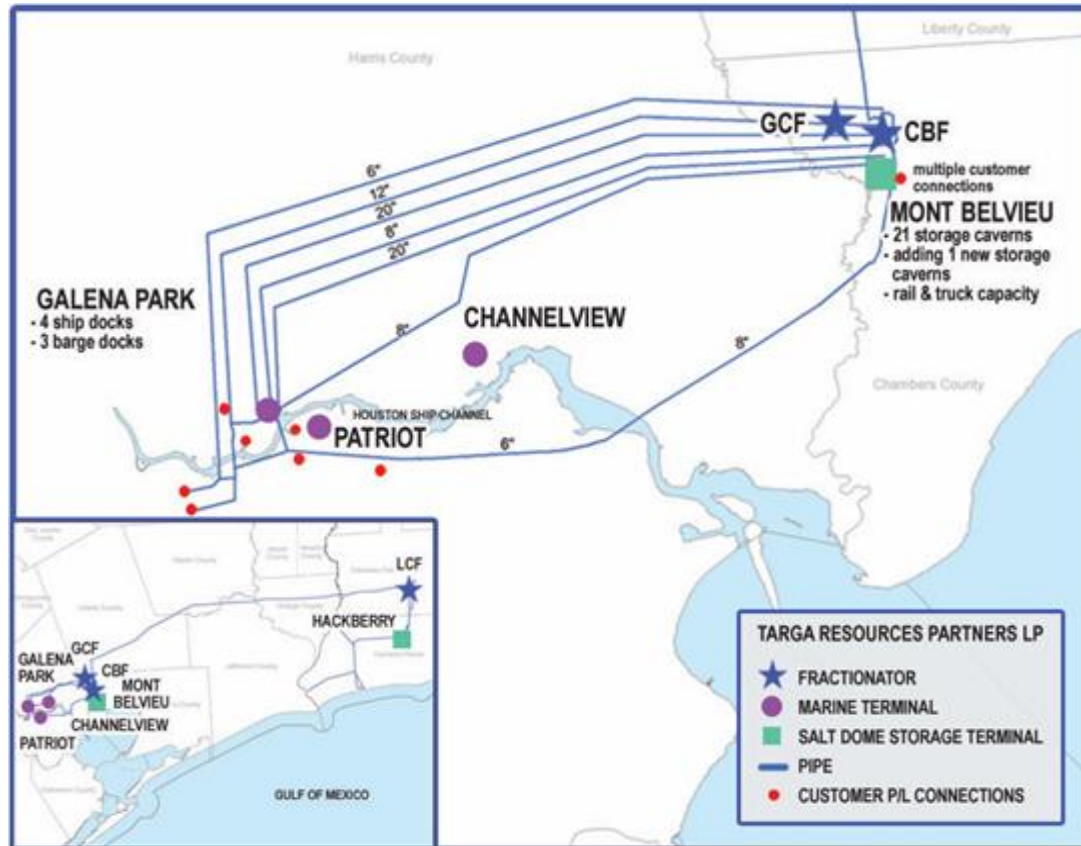 Harris County
Liberty County
GCF
CBF
multiple customer
connections
MONT BELVIEU
- 21 storage caverns
- adding 1 new storage
caverns
- rail & truck capacity
6"
12"
20"
8"
20"
GALENA PARK
- 4 ship docks
- 3 barge docks
CHANNELVIEW
8"
8"
Chambers County
HOUSTON SHIP CHANNEL
PATRIOT
6"
LCF
HACKBERRY
GCF
GALENA
PARK
CBF
MONT
BELVIEU
CHANNELVIEW
PATRIOT
GULF OF MEXICO
TARGA RESOURCES PARTNERS LP
FRACTIONATOR
MARINE TERMINAL
SALT DOME STORAGE TERMINAL
PIPE
CUSTOMER P/L CONNECTIONS